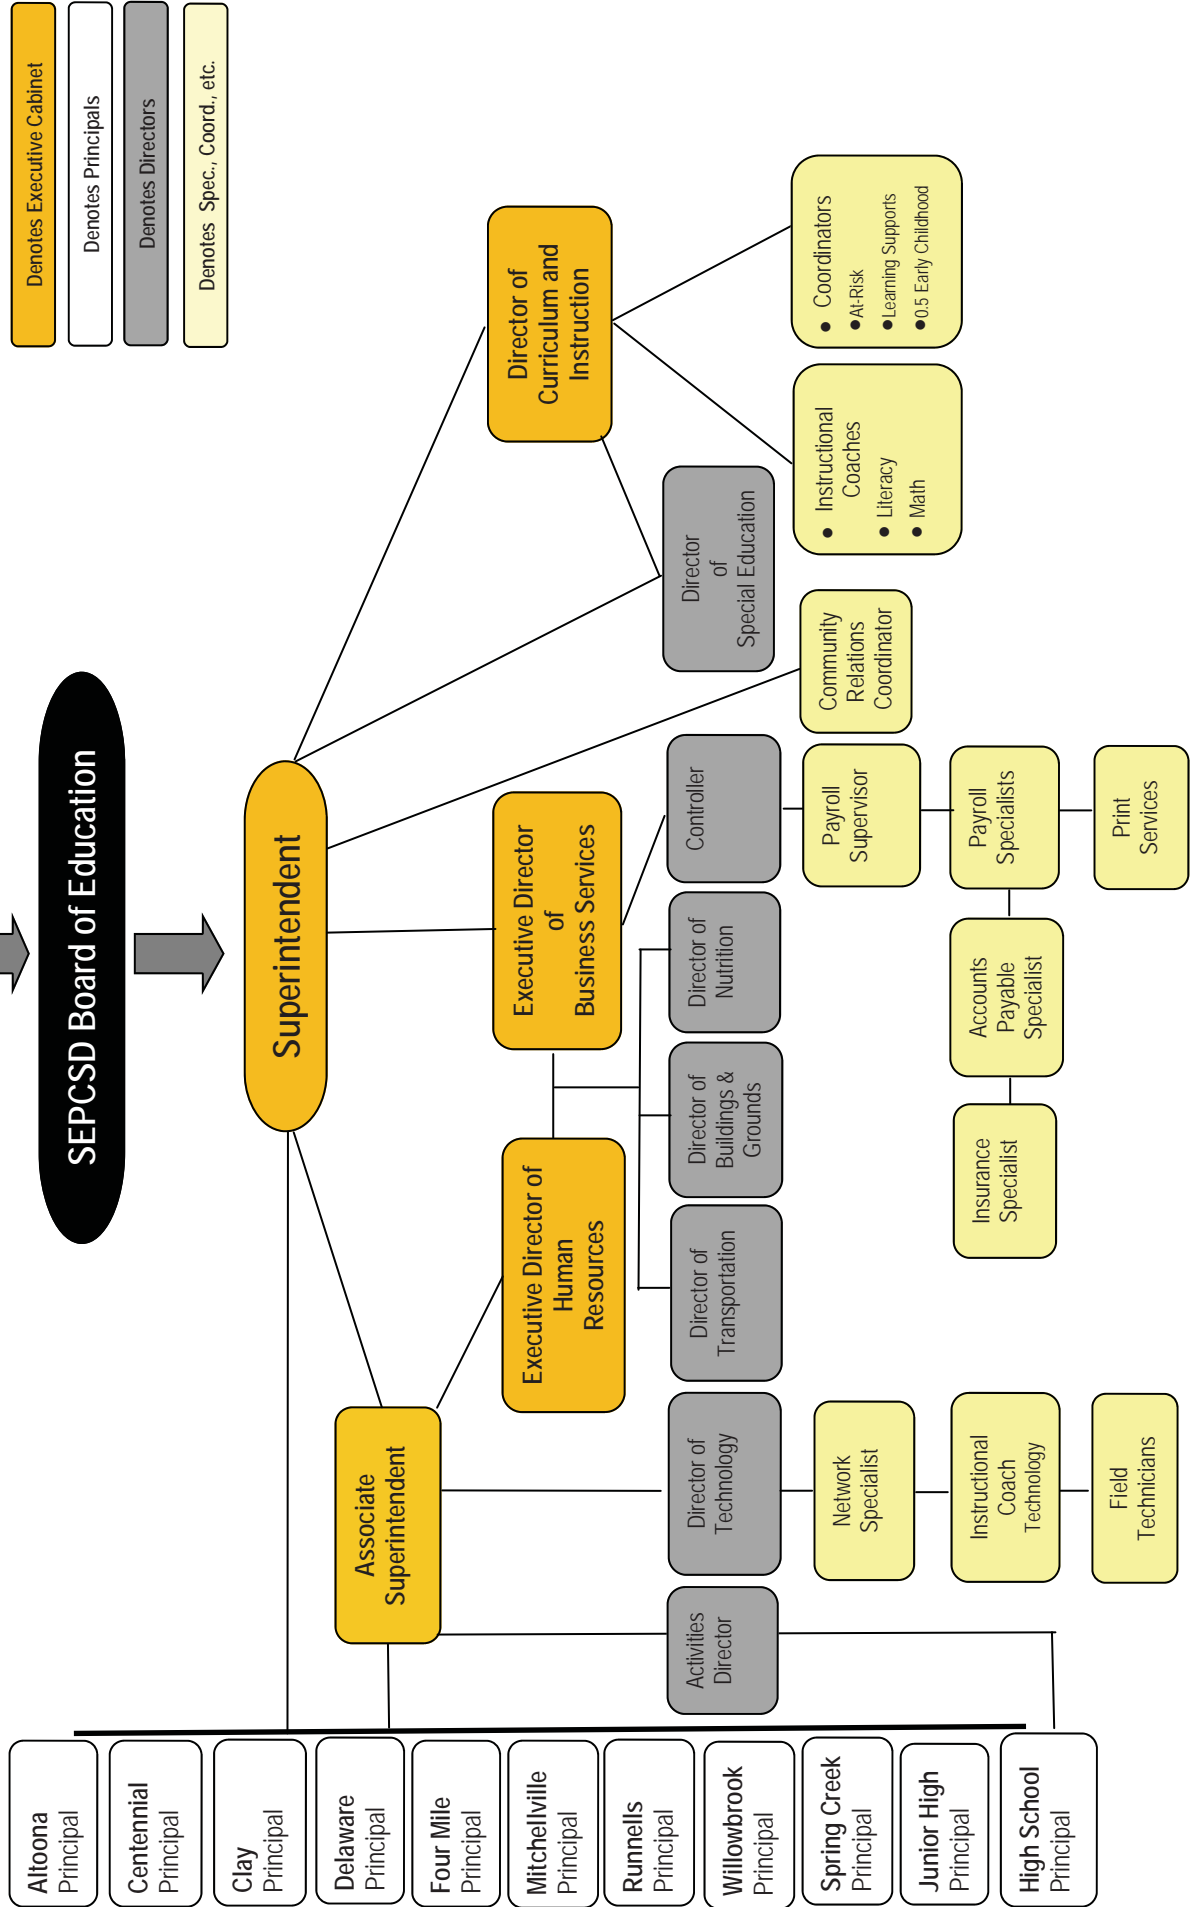 SEPCSD Board of Education
Superintendent
Denotes Executive Cabinet
Denotes Principals
Denotes Directors
Denotes Spec., Coord., etc.
Altoona
Principal
Centennial
Principal
Clay
Principal
Delaware
Principal
Four Mile
Principal
Mitchellville
Principal
Runnells
Principal
Willowbrook
Principal
Spring Creek
Principal
Junior High
Principal
High School
Principal
Associate
Superintendent
Executive Director of
Human
Resources
Executive Director
of
Business Services
Director of
Curriculum and
Instruction
Activities
Director
Director of
Technology
Director of
Transportation
Director of
Buildings &
Grounds
Director of
Nutrition
Controller
Director
of
Special Education
Network
Specialist
Instructional
Coach
Technology
Field
Technicians
Payroll
Supervisor
Insurance
Specialist
Accounts
Payable
Specialist
Payroll
Specialists
Print
Services
Community
Relations
Coordinator
• Instructional
Coaches
• Literacy
• Math
• Coordinators
• At-Risk
• Learning Supports
• 0.5 Early Childhood